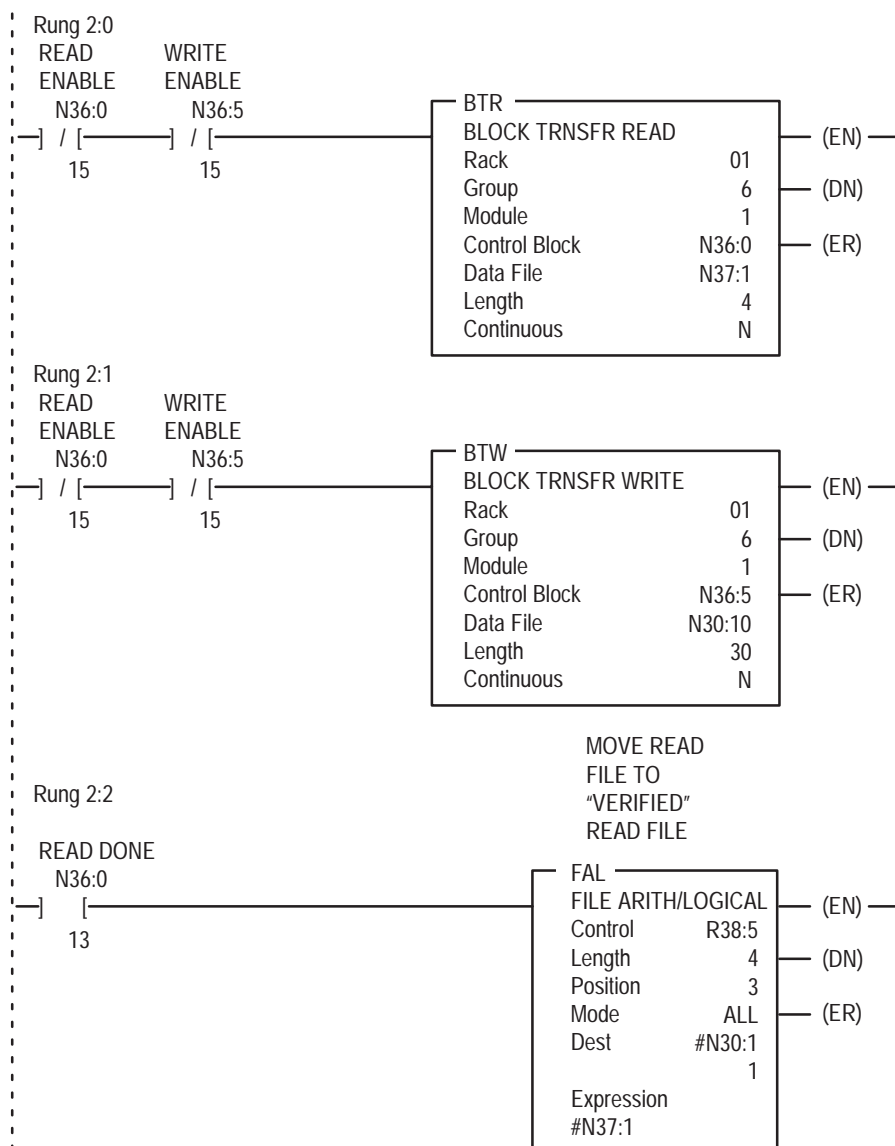 Rung 2:0
READ WRITE
ENABLE ENABLE
N36:0 N36:5
] / [ ] / [
15 15
BTR
BLOCK TRNSFR READ (EN)
Rack 01
Group 6 (DN)
Module 1
Control Block N36:0 (ER)
Data File N37:1
Length 4
Continuous N
Rung 2:1
READ WRITE
ENABLE ENABLE
N36:0 N36:5
] / [ ] / [
15 15
BTW
BLOCK TRNSFR WRITE (EN)
Rack 01
Group 6 (DN)
Module 1
Control Block N36:5 (ER)
Data File N30:10
Length 30
Continuous N
MOVE READ
FILE TO
“VERIFIED”
READ FILE
Rung 2:2
READ DONE
N36:0
] [
13
FAL
FILE ARITH/LOGICAL (EN)
Control R38:5
Length 4 (DN)
Position 3
Mode ALL (ER)
Dest #N30:1
1
Expression
#N37:1